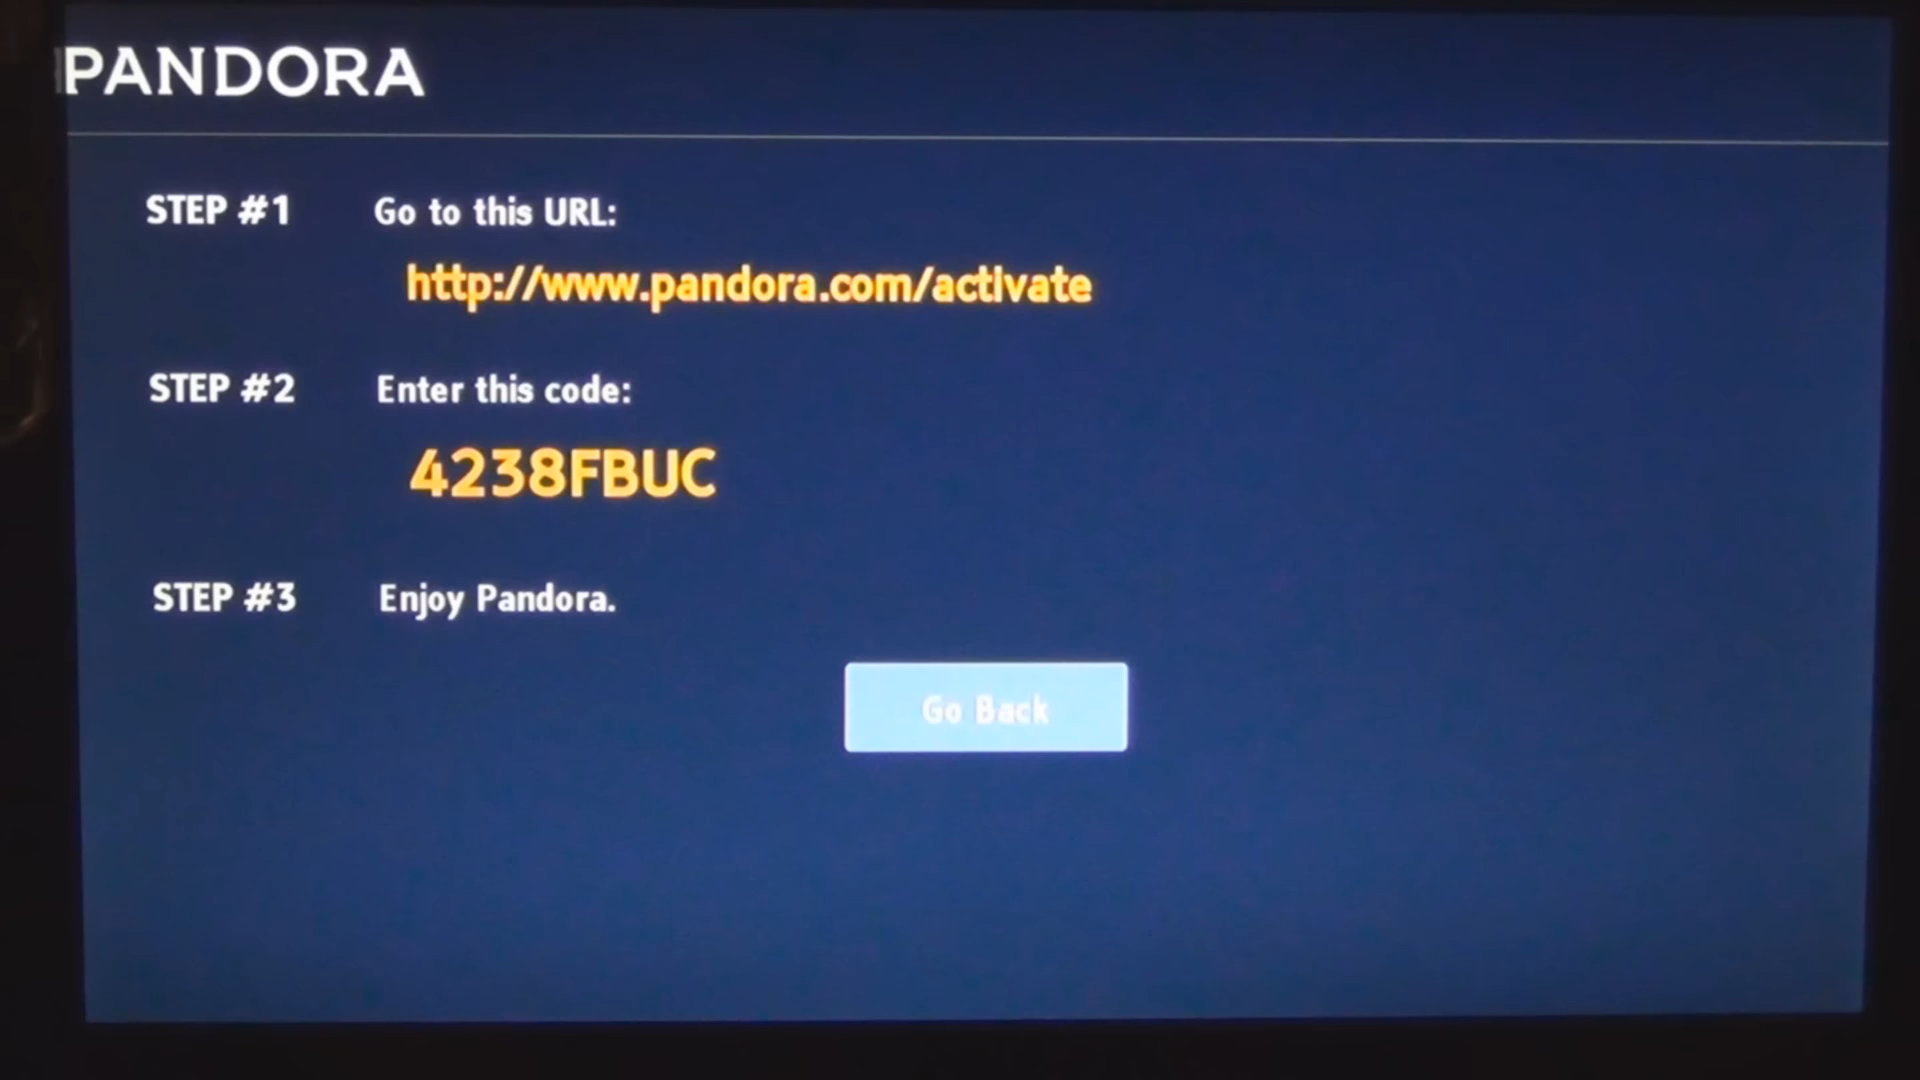 PANDORA
STEP #1 Go to this URL:
http://www.pandora.com/activate
STEP #2 Enter this code:
4238FBUC
STEP #3 Enjoy Pandora.
Go Back